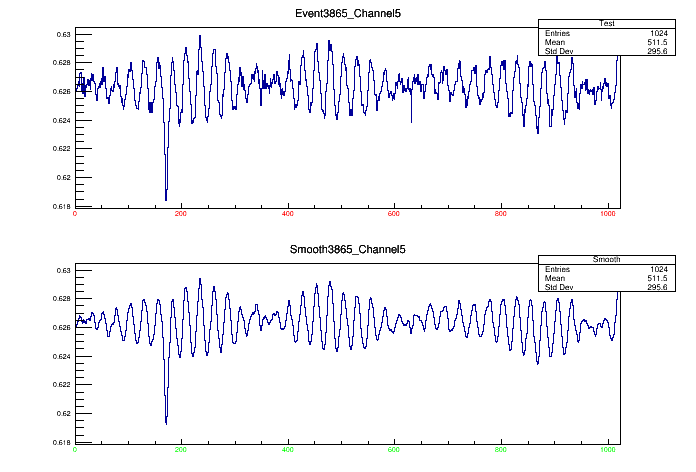 Event3865_Channel5
Test
Entries 1024
Mean 511.5
Std Dev 295.6
0.63
0.628
0.626
0.624
0.622
0.62
0.618
0 200 400 600 800 1000
Smooth3865_Channel5
Smooth
Entries 1024
Mean 511.5
Std Dev 295.6
0.63
0.628
0.626
0.624
0.622
0.62
0.618
0 200 400 600 800 1000